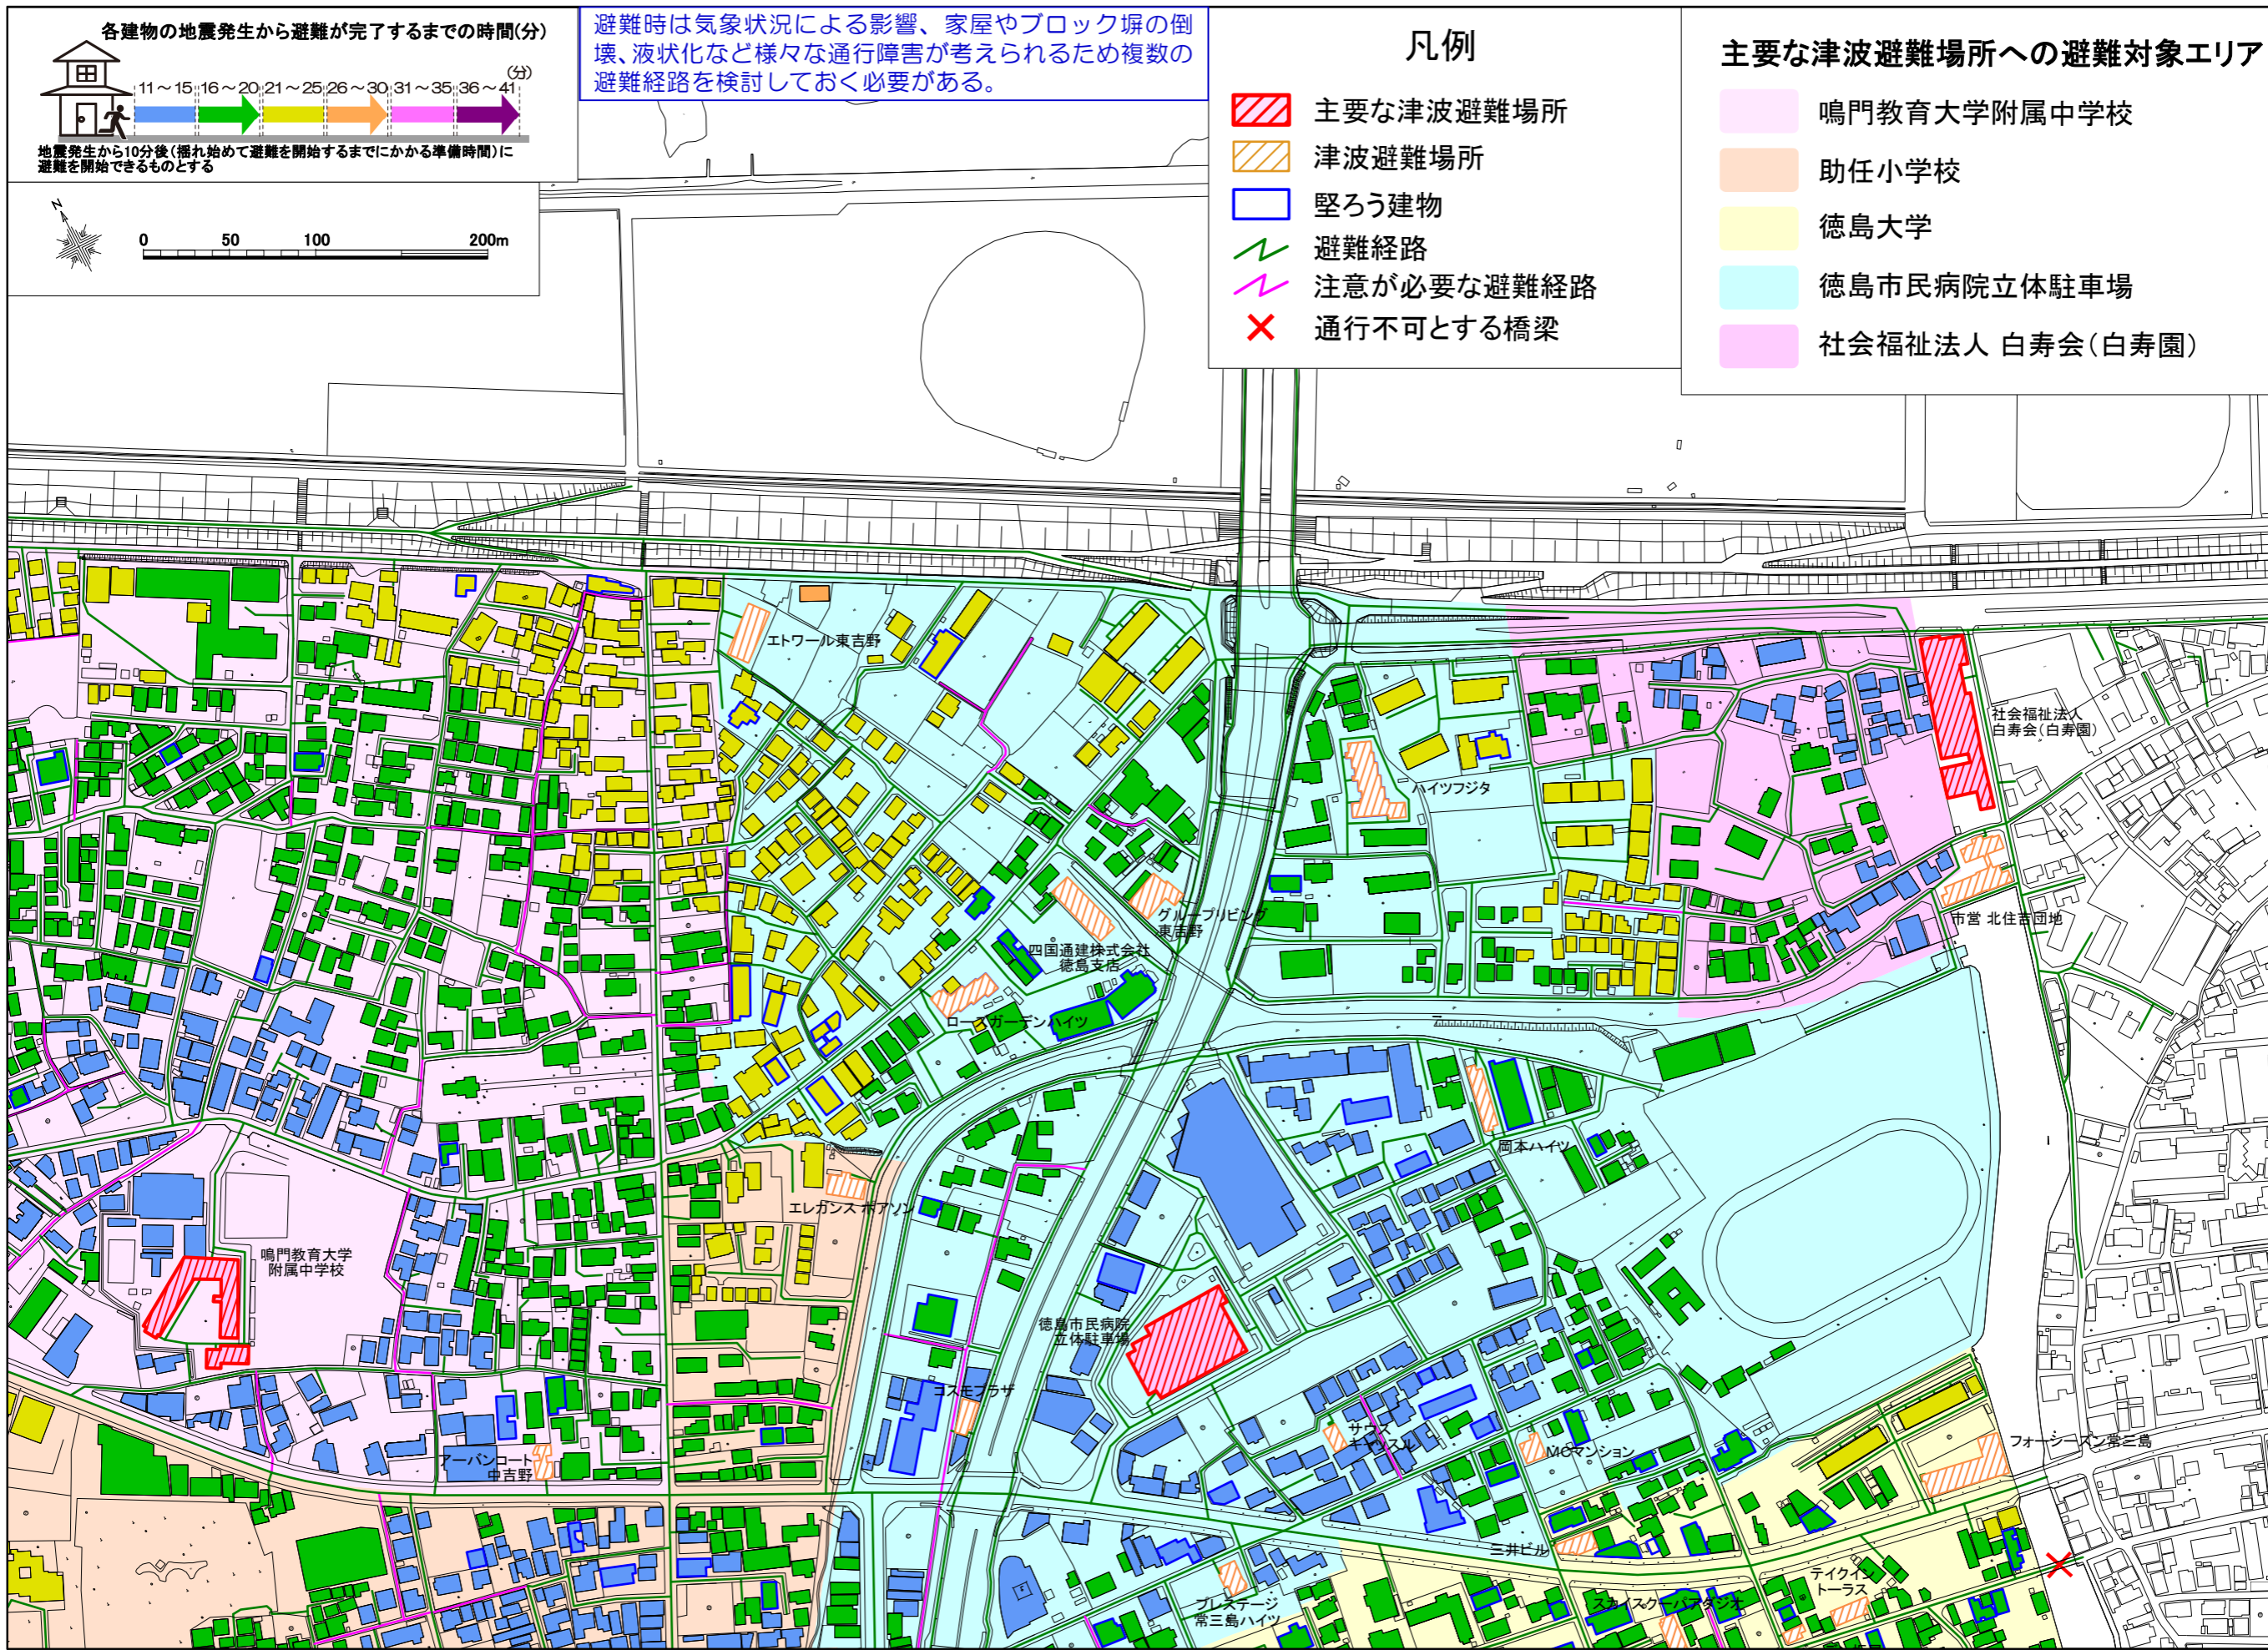 各建物の地震発生から避難が完了するまでの時間(分)
(分)
11～15 16～20 21～25 26～30 31～35 36～41
地震発生から10分後(揺れ始めて避難を開始するまでにかかる準備時間)に
避難を開始できるものとする
N
0 50 100 200m
避難時は気象状況による影響、家屋やブロック塀の倒
壊、液状化など様々な通行障害が考えられるため複数の
避難経路を検討しておく必要がある。
凡例
主要な津波避難場所
津波避難場所
堅ろう建物
避難経路
注意が必要な避難経路
通行不可とする橋梁
主要な津波避難場所への避難対象エリア
鳴門教育大学附属中学校
助任小学校
徳島大学
徳島市民病院立体駐車場
社会福祉法人 白寿会(白寿園)
エトワール東吉野
社会福祉法人
白寿会(白寿園)
ハイツフジタ
グループリビング
東吉野
市営 北住吉団地
四国通建株式会社
徳島支店
ローズガーデンハイツ
岡本ハイツ
エレガンス ボアソン
鳴門教育大学
附属中学校
徳島市民病院
立体駐車場
コスモプラザ
サウス
キャッスル
MCマンション
フォーシーズン常三島
アーバンコート
中吉野
三井ビル
テイクイン
トーラス
プレステージ
常三島ハイツ
スカイスクーパアタジオ